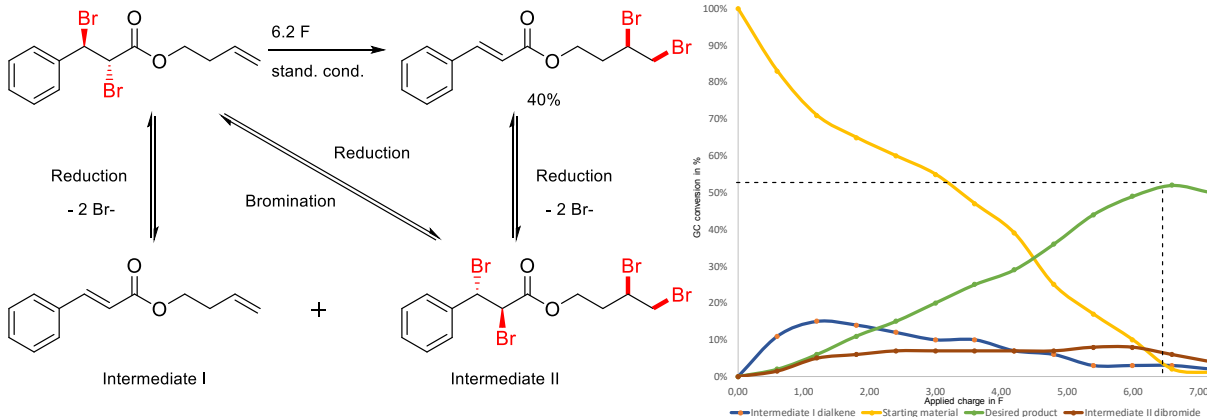 Br
O
O
Br
6.2 F
stand. cond.
O
O
Br
Br
40%
Reduction
- 2 Br-
Reduction
Bromination
Reduction
- 2 Br-
O
O
Intermediate I
+
Br
O
O
Br
Br
Br
Intermediate II
GC conversion in %
100%
90%
80%
70%
60%
50%
40%
30%
20%
10%
0%
0,00
1,00
2,00
3,00
4,00
5,00
6,00
7,00
Applied charge in F
Intermediate I dialkene
Starting material
Desired product
Intermediate II dibromide